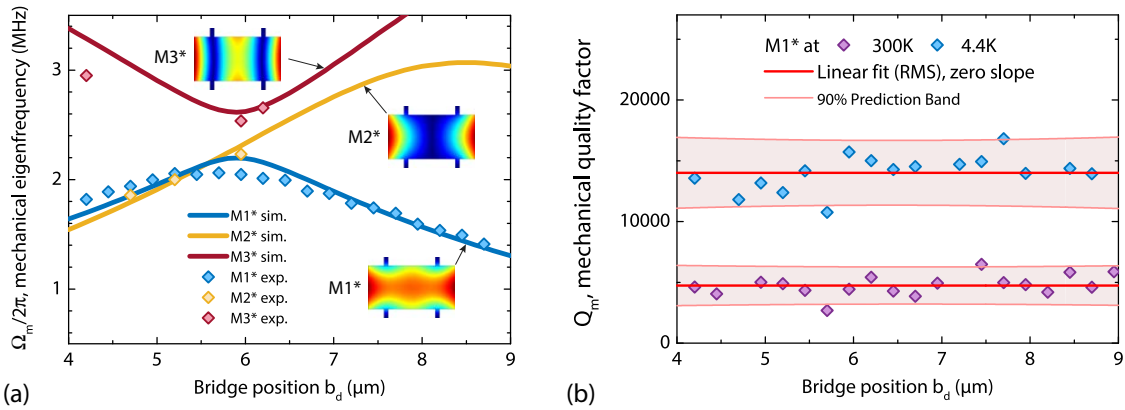 Ω_m/2π, mechanical eigenfrequency (MHz)
4
3
2
1
M3*
M2*
M1*
M1* sim.
M2* sim.
M3* sim.
M1* exp.
M2* exp.
M3* exp.
4 5 6 7 8 9
Bridge position b_d (μm)
(a)
Q_m, mechanical quality factor
20000
10000
0
M1* at 300K 4.4K
Linear fit (RMS), zero slope
90% Prediction Band
4 5 6 7 8 9
Bridge position b_d (μm)
(b)